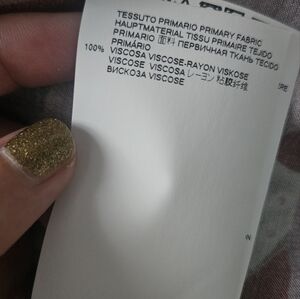 TESSUTO PRIMARIO PRIMARY FABRIC
HAUPTMATERIAL TISSU PRIMAIRE TEJIDO
PRIMARIO 面料 ПЕРВИЧНАЯ ТКАНЬ TECIDO
PRIMÁRIO
100% VISCOSA VISCOSE-RAYON VISKOSE
VISCOSE VISCOSA レーヨン 粘胶纤维
ВИСКОЗА VISCOSE